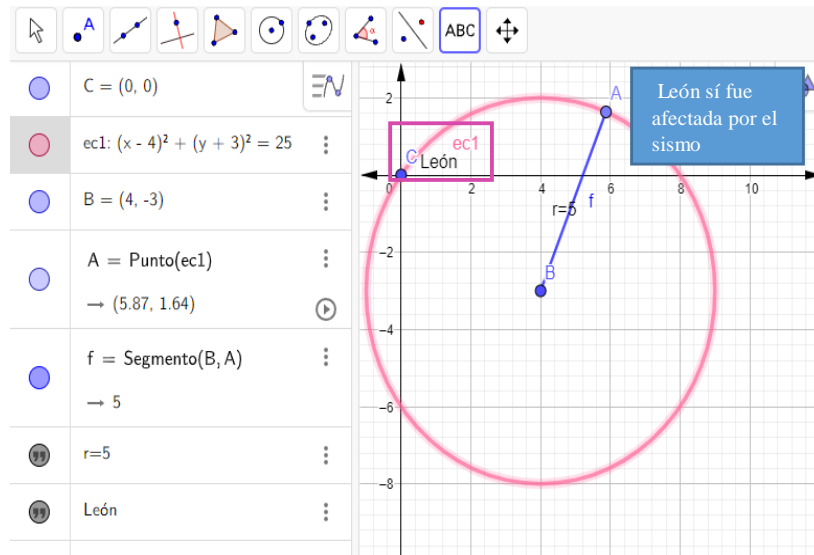 A
α
ABC
C = (0, 0)
ec1: (x - 4)² + (y + 3)² = 25
B = (4, -3)
A = Punto(ec1)
→ (5.87, 1.64)
f = Segmento(B, A)
→ 5
r=5
León
León sí fue
afectada por el
sismo
A
ec1
C
León
r=5
f
B
2
0
2
4
6
8
10
−2
−4
−6
−8